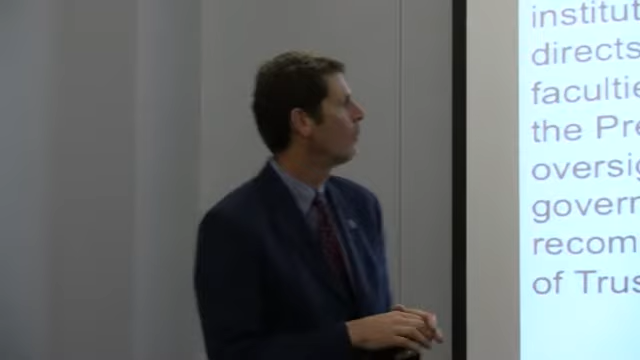 institut
directs
facultie
the Pre
oversig
govern
recom
of Trus